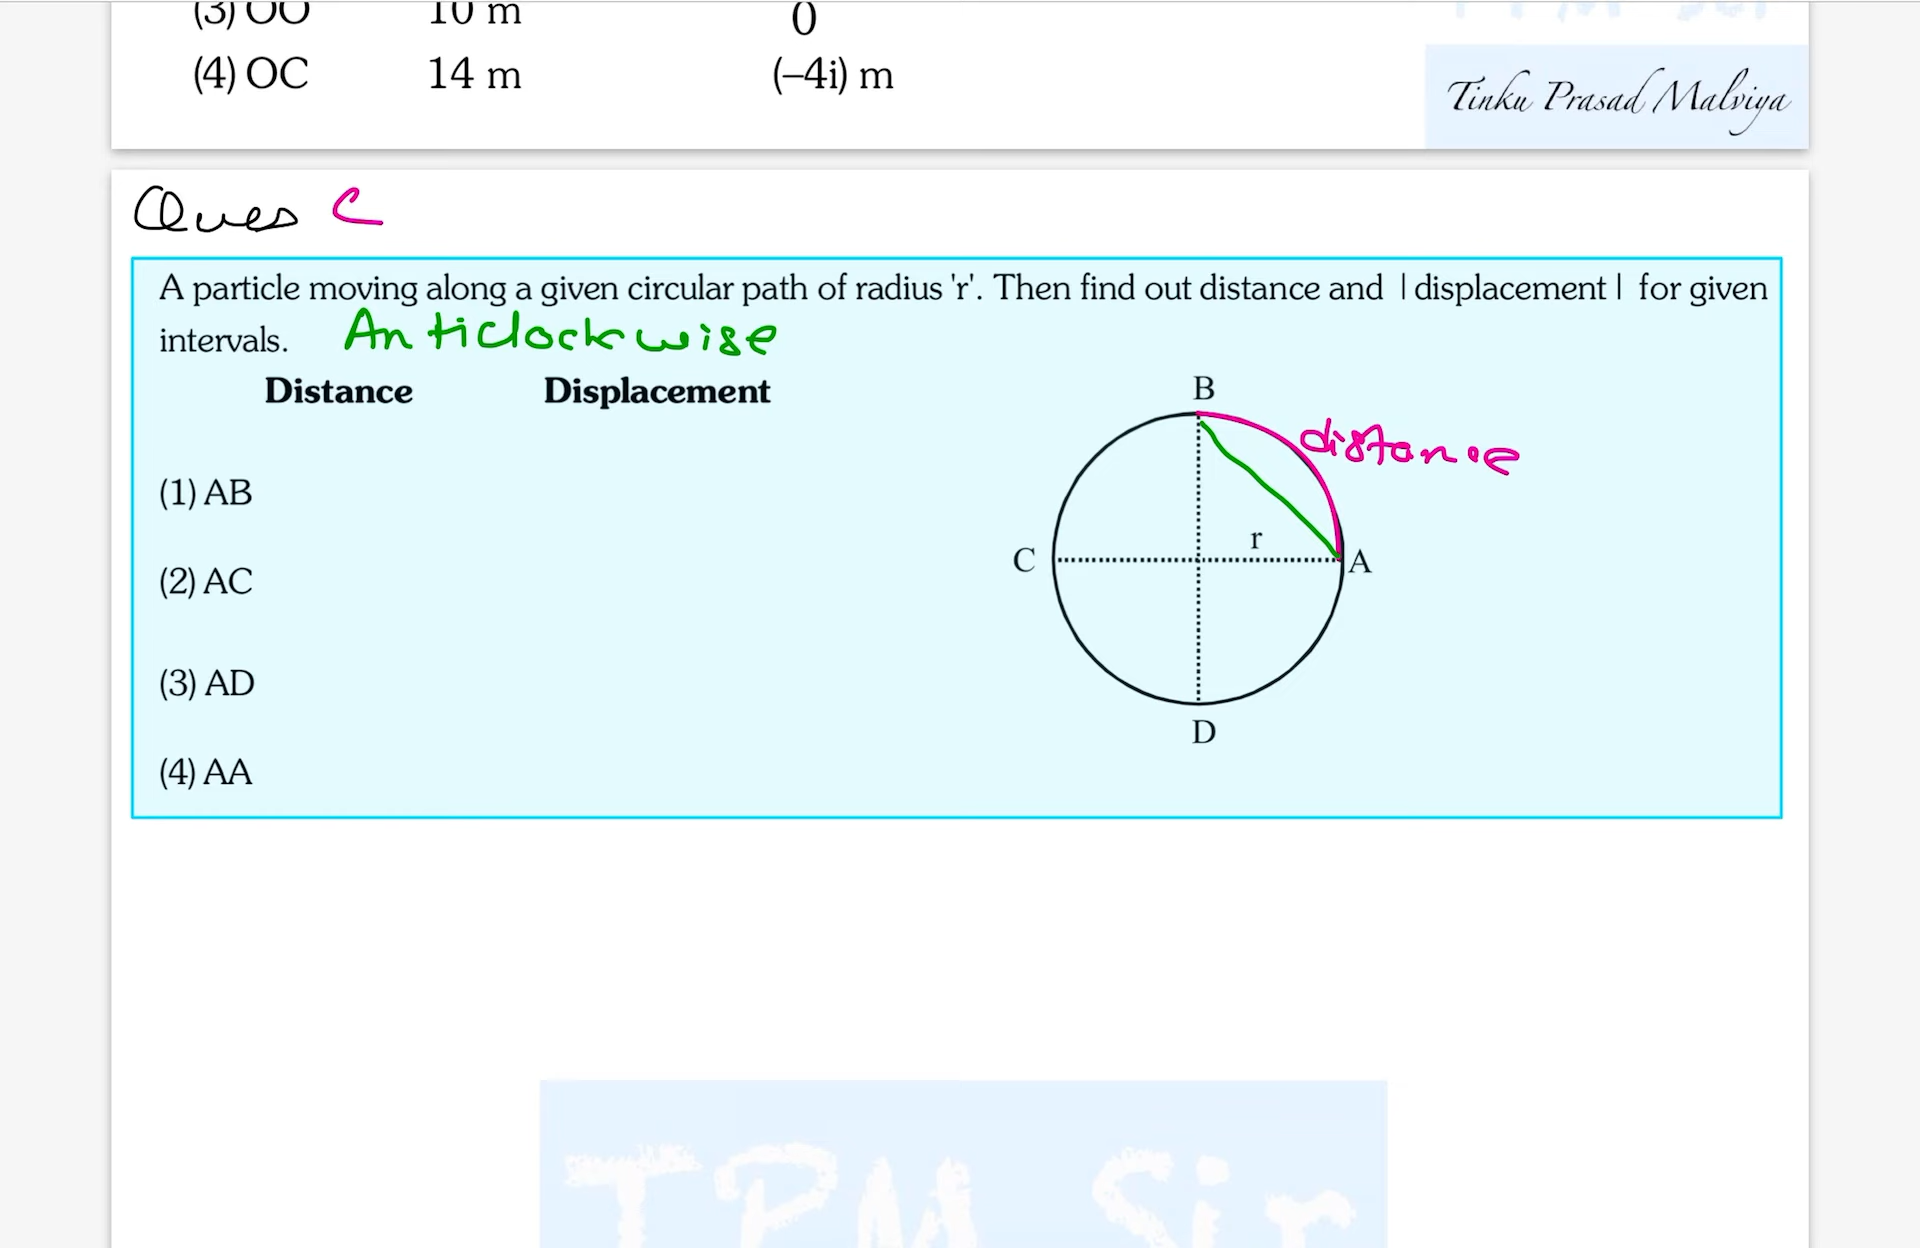 (3) OO 10 m 0
(4) OC 14 m (–4i) m
Tinku Prasad Malviya
Ques
A particle moving along a given circular path of radius 'r'. Then find out distance and | displacement | for given
intervals. Anticlockwise
Distance Displacement
B
distance
(1) AB
r
C A
(2) AC
(3) AD
D
(4) AA
TPM Sir